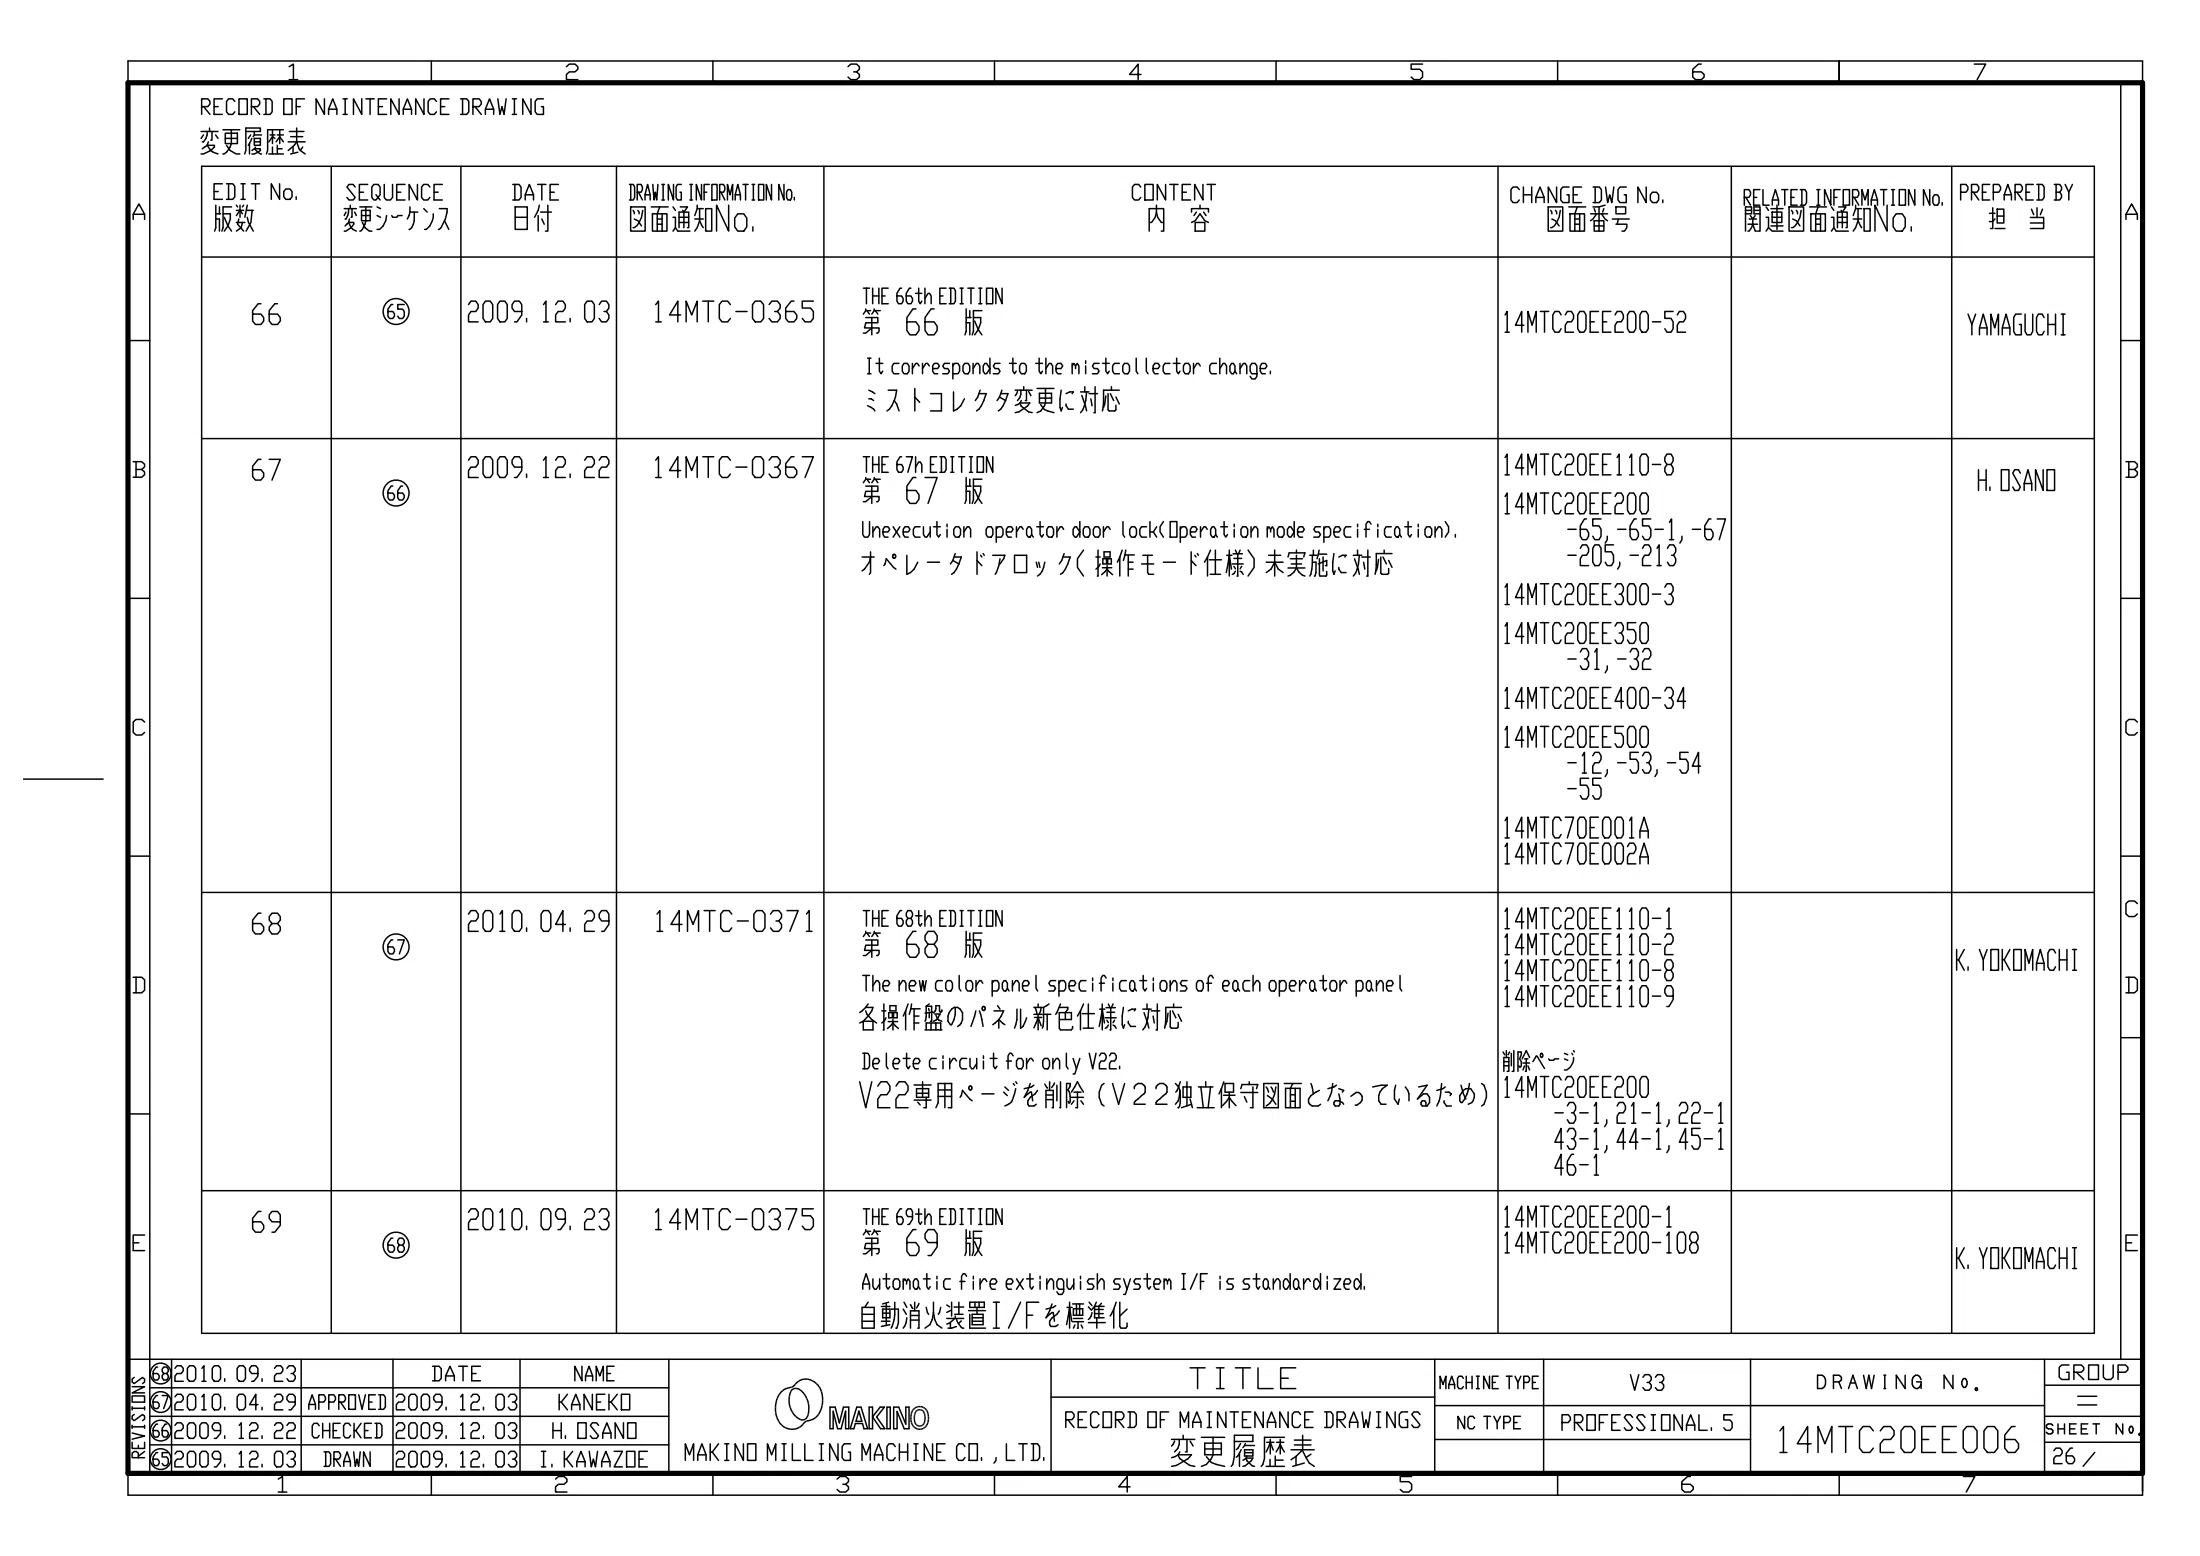 1 2 3 4 5 6 7
RECORD OF NAINTENANCE DRAWING
変更履歴表
EDIT No. SEQUENCE DATE DRAWING INFORMATION No. CONTENT CHANGE DWG No. RELATED INFORMATION No. PREPARED BY
版数 変更シーケンス 日付 図面通知No. 内 容 図面番号 関連図面通知No. 担 当
A A
66 65 2009. 12. 03 14MTC-0365
THE 66th EDITION
第 66 版
It corresponds to the mistcollector change.
ミストコレクタ変更に対応
14MTC20EE200-52
YAMAGUCHI
B B
67 66 2009. 12. 22 14MTC-0367
THE 67h EDITION
第 67 版
Unexecution operator door lock(Operation mode specification).
オペレータドアロック(操作モード仕様)未実施に対応
14MTC20EE110-8
14MTC20EE200
-65, -65-1, -67
-205, -213
14MTC20EE300-3
14MTC20EE350
-31, -32
14MTC20EE400-34
14MTC20EE500
-12, -53, -54
-55
14MTC70E001A
14MTC70E002A
H. OSANO
C C
68 67 2010. 04. 29 14MTC-0371
THE 68th EDITION
第 68 版
The new color panel specifications of each operator panel
各操作盤のパネル新色仕様に対応
Delete circuit for only V22.
V22専用ページを削除(V22独立保守図面となっているため)
14MTC20EE110-1
14MTC20EE110-2
14MTC20EE110-8
14MTC20EE110-9
削除ページ
14MTC20EE200
-3-1, 21-1, 22-1
43-1, 44-1, 45-1
46-1
K. YOKOMACHI
C
D D
69 68 2010. 09. 23 14MTC-0375
THE 69th EDITION
第 69 版
Automatic fire extinguish system I/F is standardized.
自動消火装置I/Fを標準化
14MTC20EE200-1
14MTC20EE200-108
K. YOKOMACHI
E E
REVISIONS
68 2010. 09. 23 DATE NAME
67 2010. 04. 29 APPROVED 2009. 12. 03 KANEKO
66 2009. 12. 22 CHECKED 2009. 12. 03 H. OSANO
65 2009. 12. 03 DRAWN 2009. 12. 03 I. KAWAZOE
MAKINO
MAKINO MILLING MACHINE CO. , LTD.
TITLE
RECORD OF MAINTENANCE DRAWINGS
変更履歴表
MACHINE TYPE V33
NC TYPE PROFESSIONAL. 5
DRAWING No.
14MTC20EE006
GROUP
=
SHEET No.
26 /
1 2 3 4 5 6 7